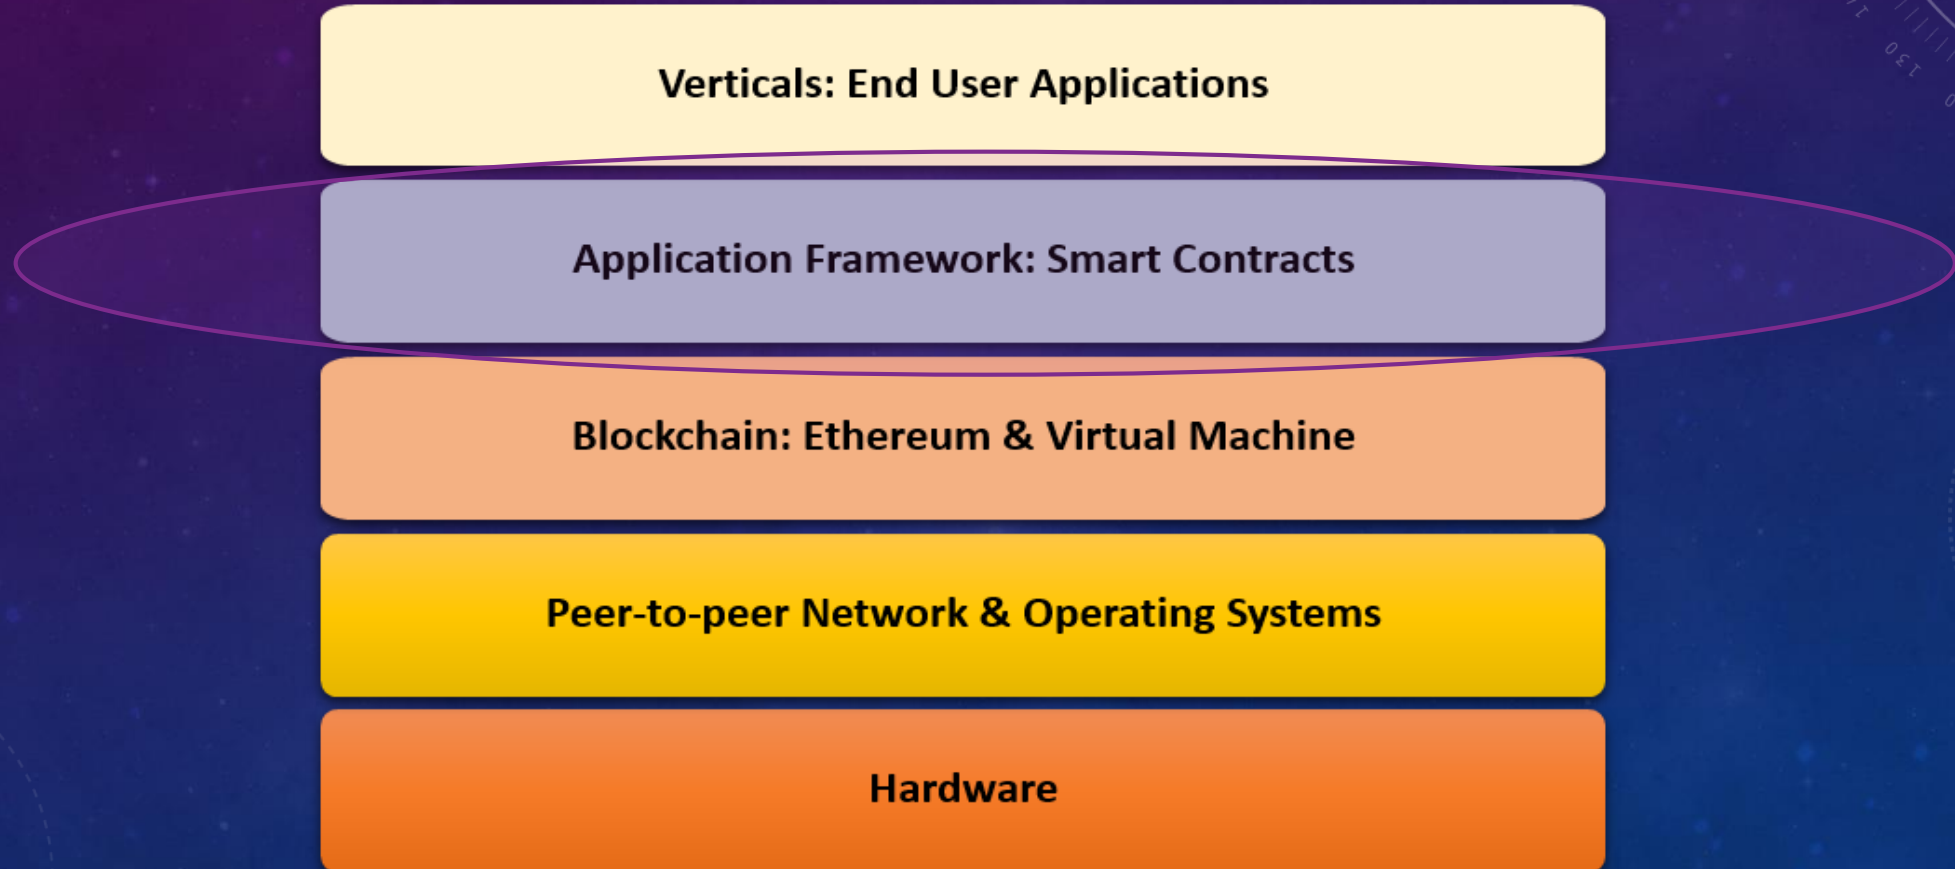 Verticals: End User Applications
Application Framework: Smart Contracts
Blockchain: Ethereum & Virtual Machine
Peer-to-peer Network & Operating Systems
Hardware
130